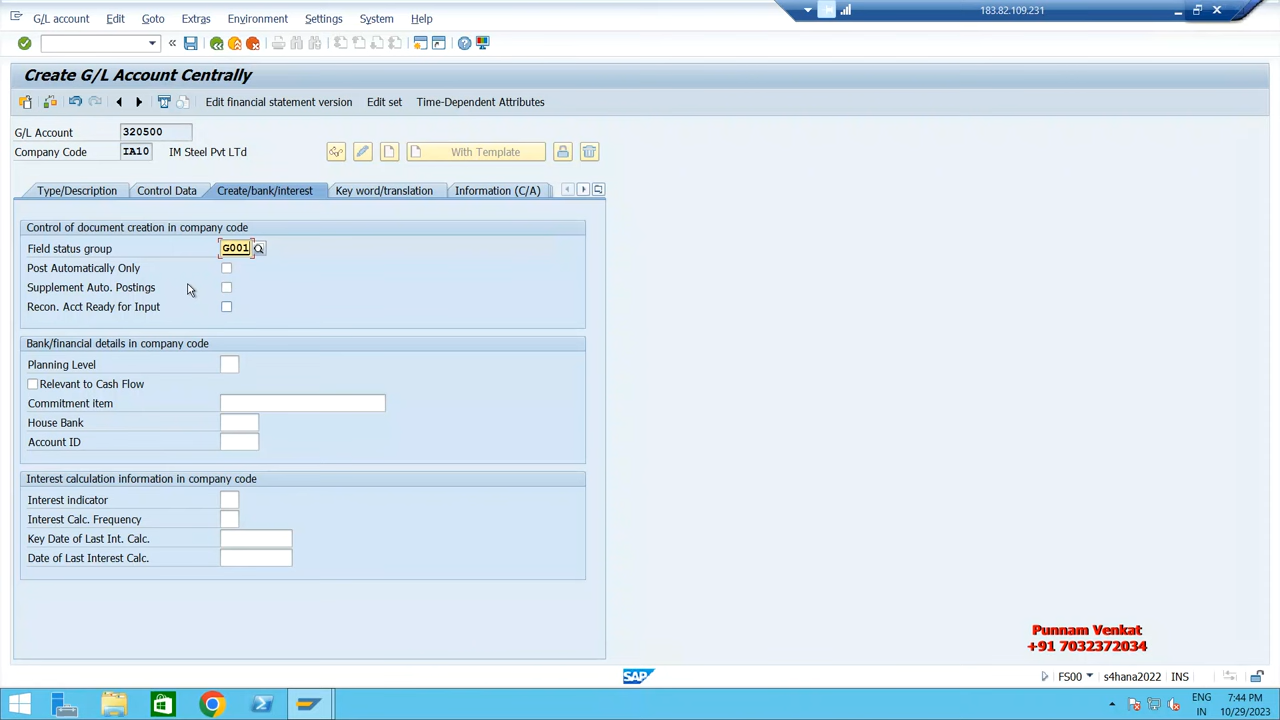 G/L account Edit Goto Extras Environment Settings System Help
183.82.109.231
Create G/L Account Centrally
Edit financial statement version Edit set Time-Dependent Attributes
G/L Account 320500
Company Code IA10 IM Steel Pvt LTd With Template
Type/Description Control Data Create/bank/interest Key word/translation Information (C/A)
Control of document creation in company code
Field status group G001
Post Automatically Only
Supplement Auto. Postings
Recon. Acct Ready for Input
Bank/financial details in company code
Planning Level
Relevant to Cash Flow
Commitment item
House Bank
Account ID
Interest calculation information in company code
Interest indicator
Interest Calc. Frequency
Key Date of Last Int. Calc.
Date of Last Interest Calc.
Punnam Venkat
+91 7032372034
SAP FS00 s4hana2022 INS
ENG 7:44 PM
IN 10/29/2023